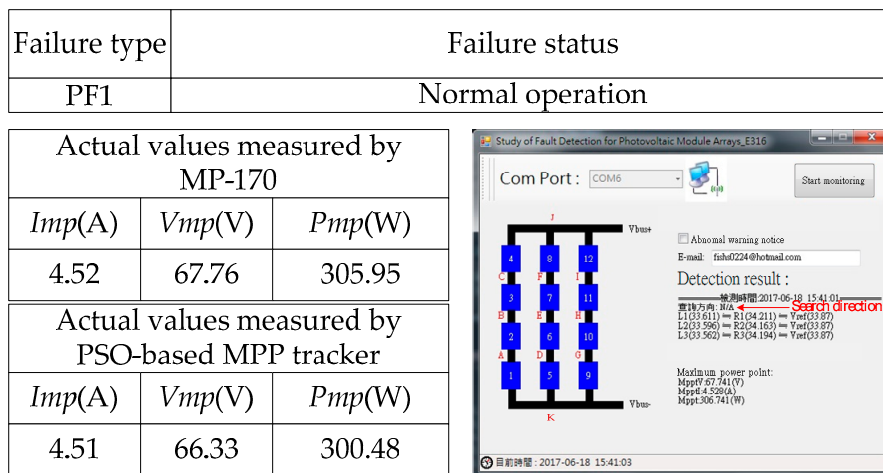 Failure type Failure status
PF1 Normal operation
Actual values measured by
MP-170
Imp(A) Vmp(V) Pmp(W)
4.52 67.76 305.95
Actual values measured by
PSO-based MPP tracker
Imp(A) Vmp(V) Pmp(W)
4.51 66.33 300.48
Study of Fault Detection for Photovoltaic Module Arrays_E316
Com Port : COM6
Start monitoring
J
Vbus+
4 8 12
C F I
3 7 11
B E H
2 6 10
A D G
1 5 9
Vbus-
K
Abnomal warning notice
E-mail: fishs0224@hotmail.com
Detection result :
檢測時間:2017-06-18 15:41:01
查詢方向: N/A Search direction
L1(33.611) ≒ R1(34.211) ≒ Vref(33.87)
L2(33.596) ≒ R2(34.163) ≒ Vref(33.87)
L3(33.562) ≒ R3(34.194) ≒ Vref(33.87)
Maximum power point:
MpptV:67.741(V)
MpptI:4.528(A)
Mppt:306.741(W)
目前時間 : 2017-06-18 15:41:03